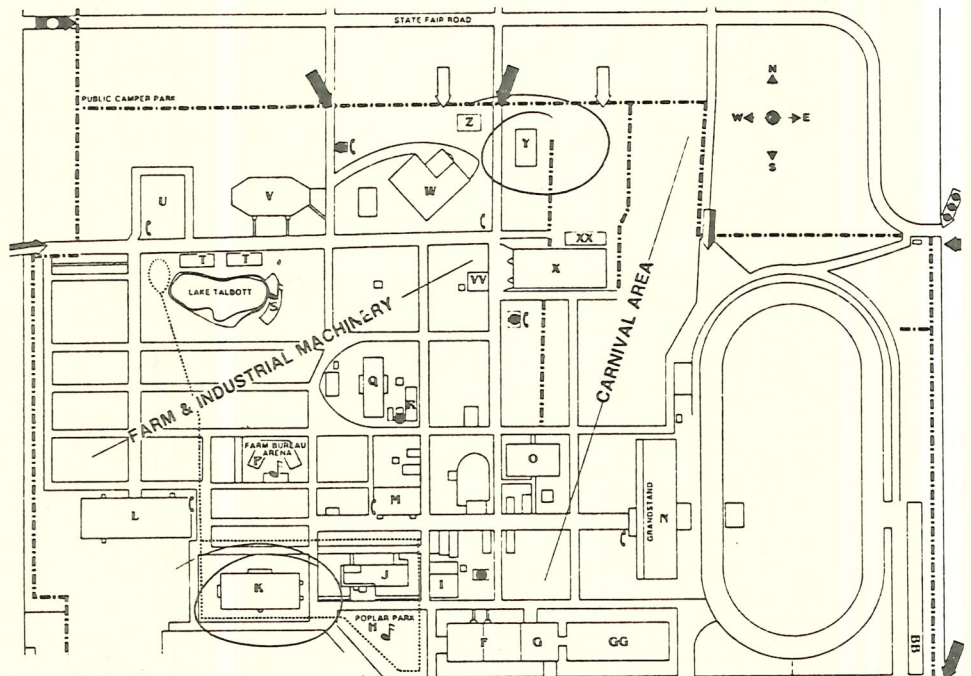 STATE FAIR ROAD
PUBLIC CAMPER PARK
N
W E
S
Z
Y
U
V
W
XX
X
T T
VV
LAKE TALBOTT
S
FARM & INDUSTRIAL MACHINERY
CARNIVAL AREA
Q
R
FARM BUREAU
ARENA
P
O
L
M
GRANDSTAND
N
K
J
I
POPLAR PARK
H
F
G
GG
BB